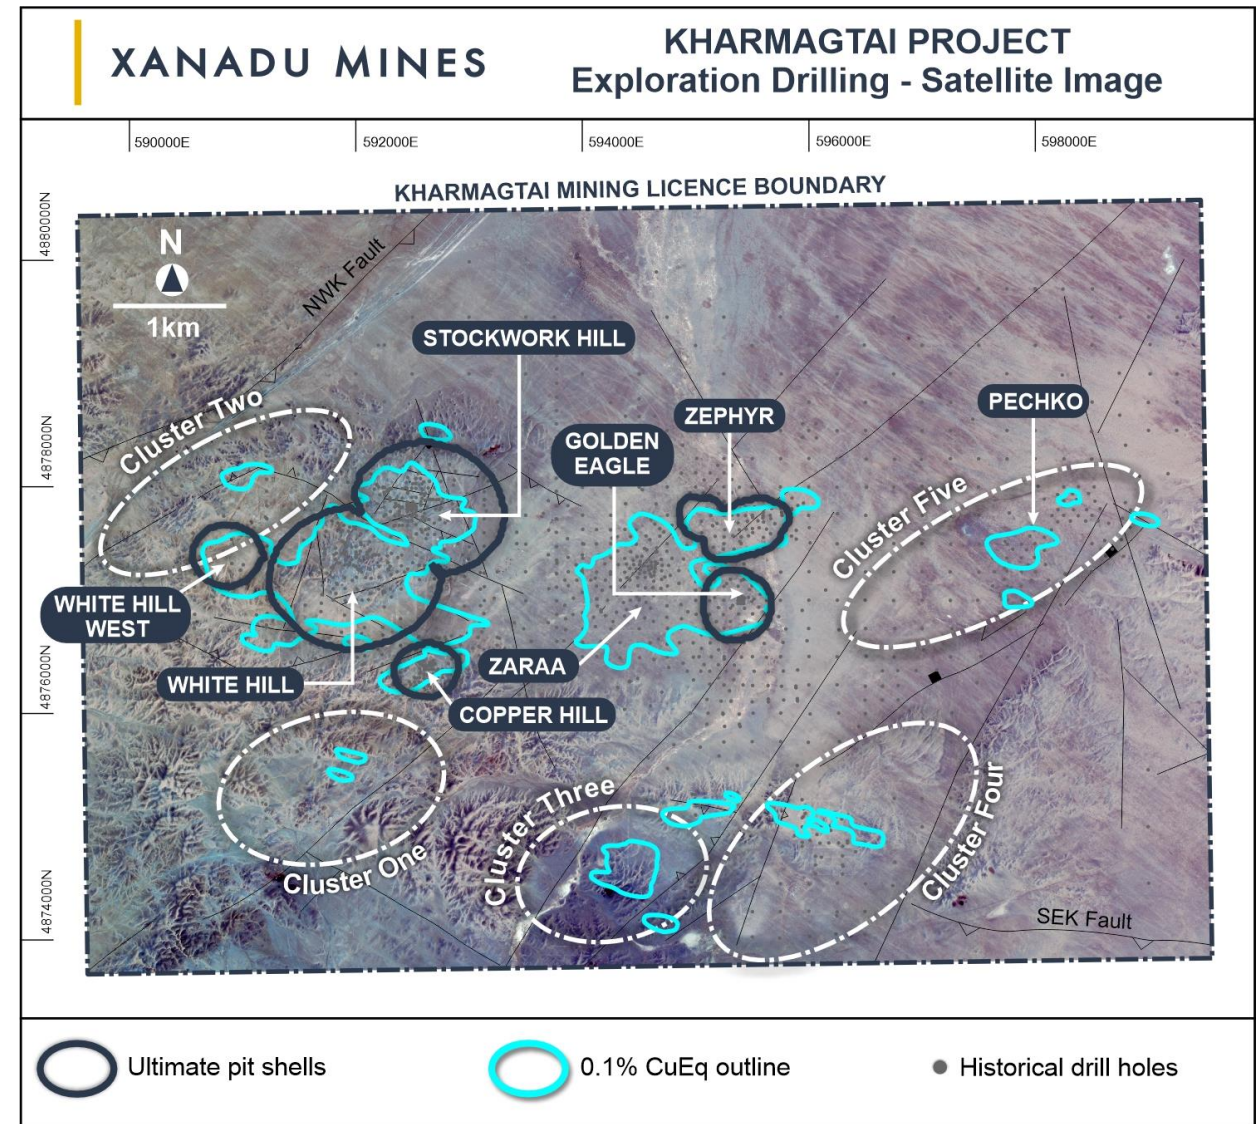 XANADU MINES
KHARMAGTAI PROJECT
Exploration Drilling - Satellite Image
590000E
592000E
594000E
596000E
598000E
KHARMAGTAI MINING LICENCE BOUNDARY
4880000N
4878000N
4876000N
4874000N
N
1km
NWK Fault
STOCKWORK HILL
Cluster Two
GOLDEN
EAGLE
ZEPHYR
PECHKO
Cluster Five
WHITE HILL
WEST
WHITE HILL
ZARAA
COPPER HILL
Cluster One
Cluster Three
Cluster Four
SEK Fault
Ultimate pit shells
0.1% CuEq outline
Historical drill holes